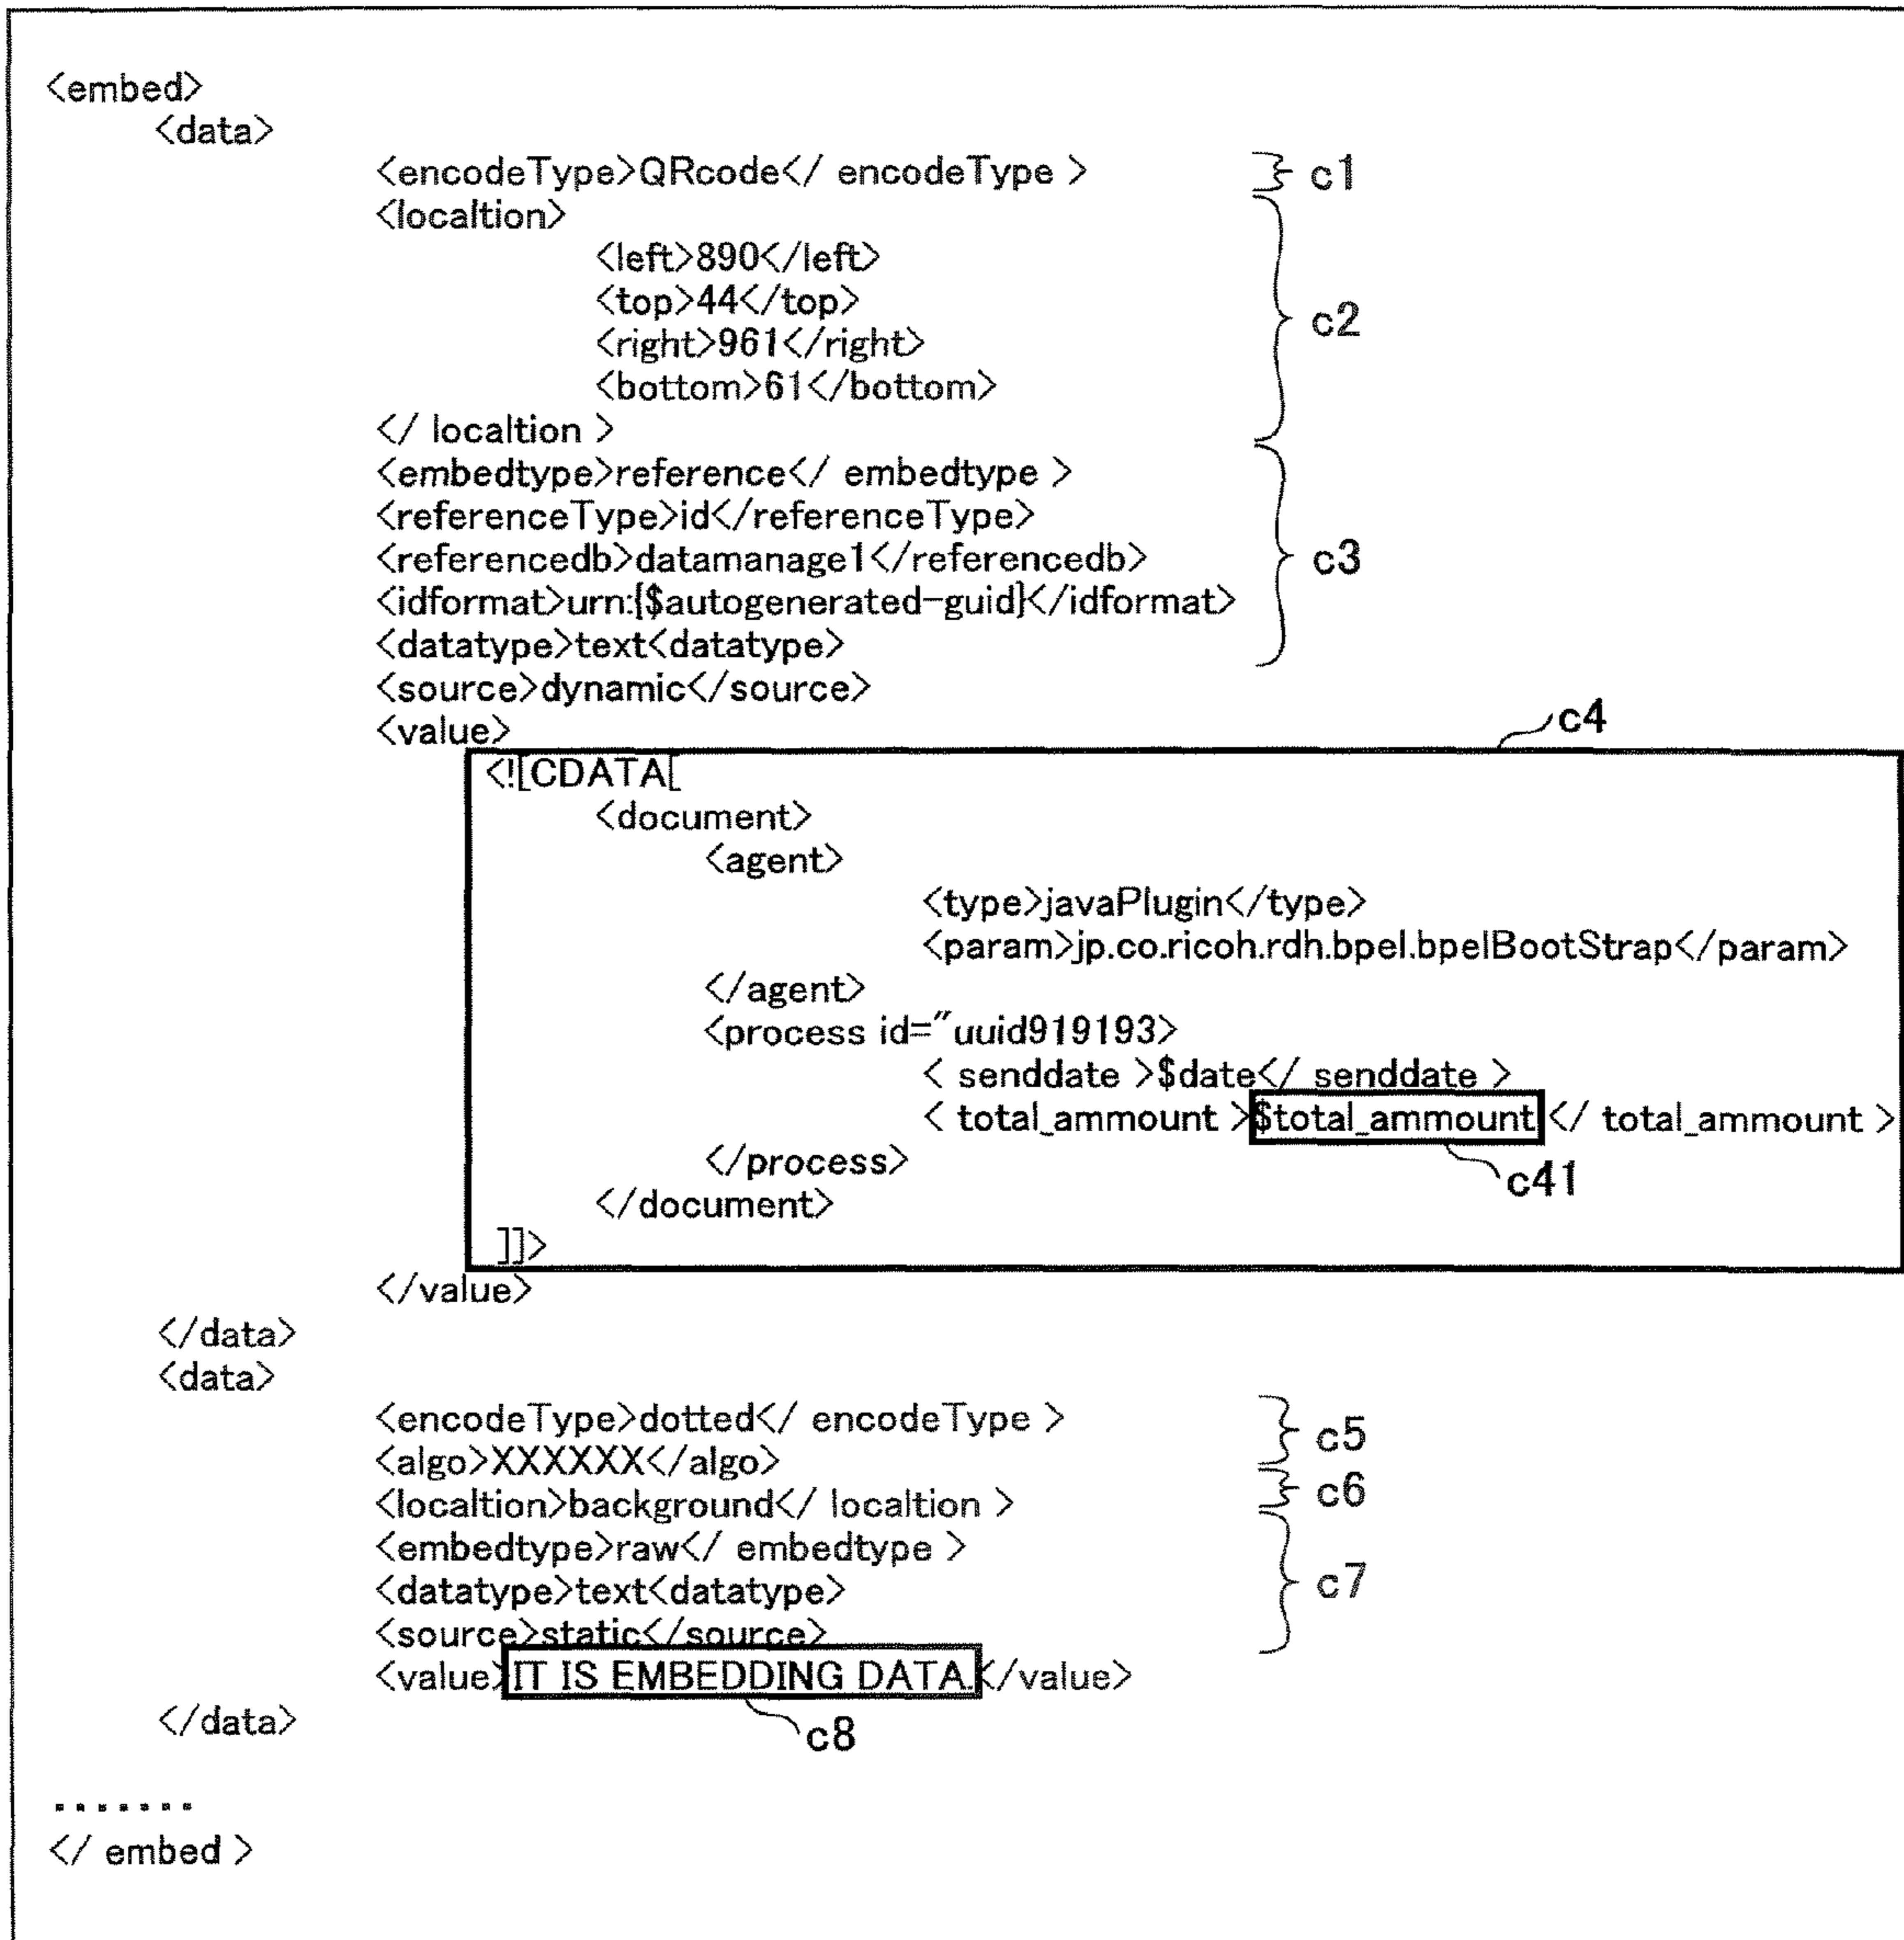 <embed>
<data>
<encodeType>QRcode</ encodeType > c1
<localtion>
<left>890</left>
<top>44</top>
<right>961</right> c2
<bottom>61</bottom>
</ localtion >
<embedtype>reference</ embedtype >
<referenceType>id</referenceType>
<referencedb>datamanage1</referencedb> c3
<idformat>urn:{$autogenerated-guid}</idformat>
<datatype>text<datatype>
<source>dynamic</source>
<value> c4
<![CDATA[
<document>
<agent>
<type>javaPlugin</type>
<param>jp.co.ricoh.rdh.bpel.bpelBootStrap</param>
</agent>
<process id="uuid919193>
< senddate >$date</ senddate >
< total_ammount >$total_ammount </ total_ammount >
</process> c41
</document>
]]>
</value>
</data>
<data>
<encodeType>dotted</ encodeType > c5
<algo>XXXXXX</algo>
<localtion>background</ localtion > c6
<embedtype>raw</ embedtype >
<datatype>text<datatype> c7
<source>static</source>
<value>IT IS EMBEDDING DATA.</value>
</data> c8
.......
</ embed >